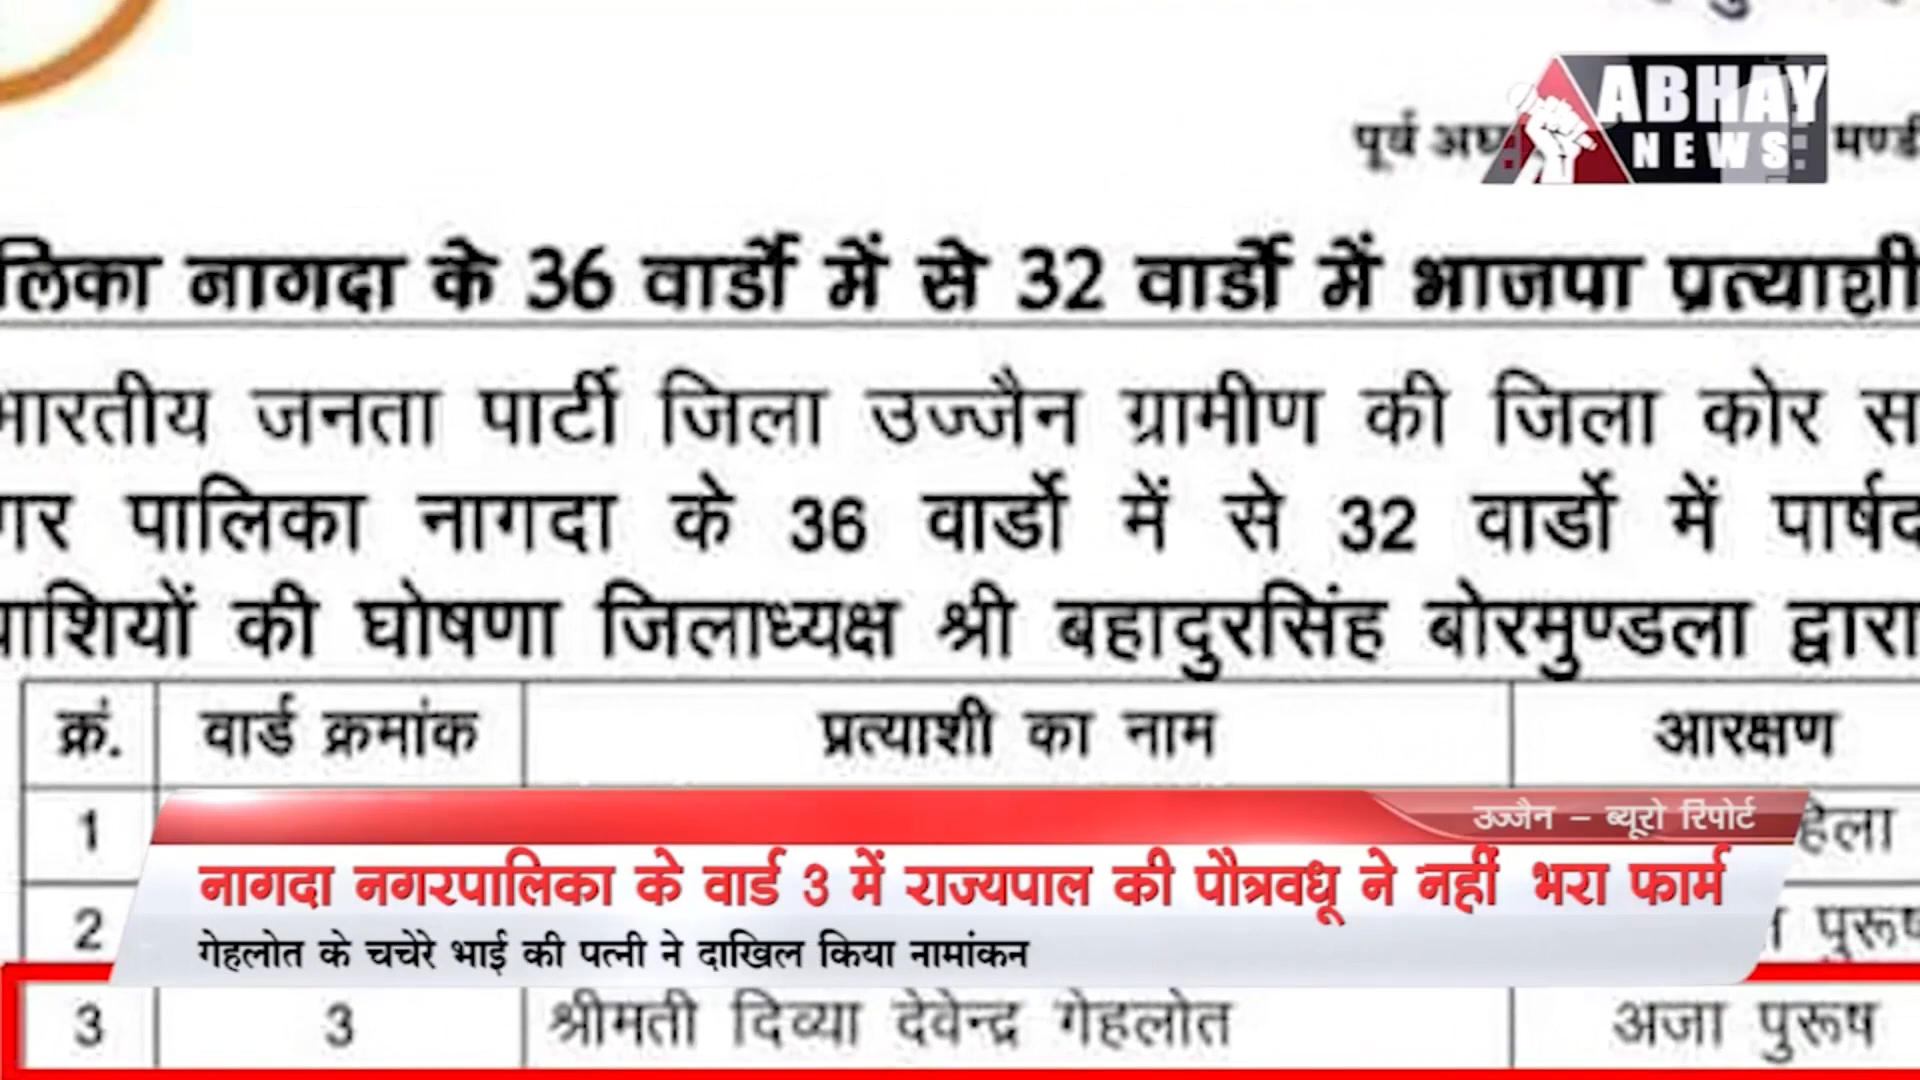 पूर्व अध्य
ABHAY
NEWS
मण्ड
लिका नागदा के 36 वार्डो में से 32 वार्डो में भाजपा प्रत्याशी
भारतीय जनता पार्टी जिला उज्जैन ग्रामीण की जिला कोर स
गर पालिका नागदा के 36 वार्डो में से 32 वार्डो में पार्षद
याशियों की घोषणा जिलाध्यक्ष श्री बहादुरसिंह बोरमुण्डला द्वारा
क्रं. वार्ड क्रमांक प्रत्याशी का नाम आरक्षण
1 हिला
उज्जैन – ब्यूरो रिपोर्ट
नागदा नगरपालिका के वार्ड 3 में राज्यपाल की पौत्रवधू ने नहीं भरा फार्म
2 पुरूष
गेहलोत के चचेरे भाई की पत्नी ने दाखिल किया नामांकन
3 3 श्रीमती दिव्या देवेन्द्र गेहलोत अजा पुरूष